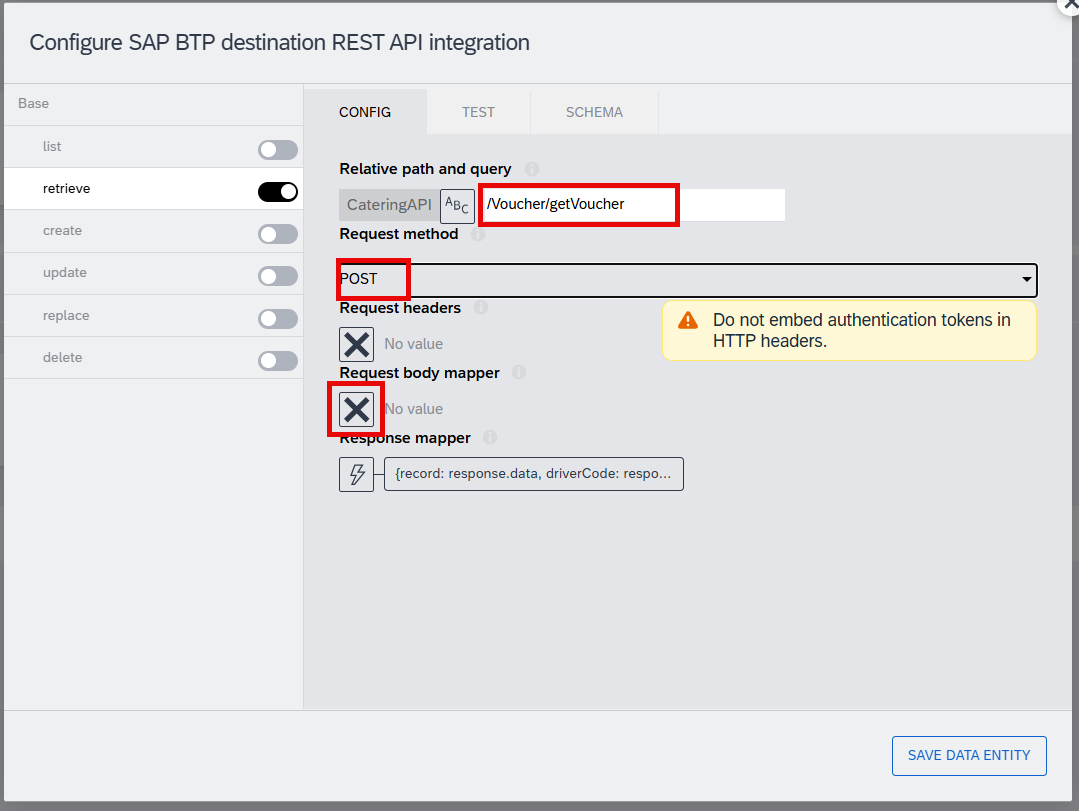 Configure SAP BTP destination REST API integration
Base
list
retrieve
create
update
replace
delete
CONFIG
TEST
SCHEMA
Relative path and query
CateringAPI
ABC
/Voucher/getVoucher
Request method
POST
Request headers
No value
Do not embed authentication tokens in
HTTP headers.
Request body mapper
No value
Response mapper
{record: response.data, driverCode: respo...
SAVE DATA ENTITY